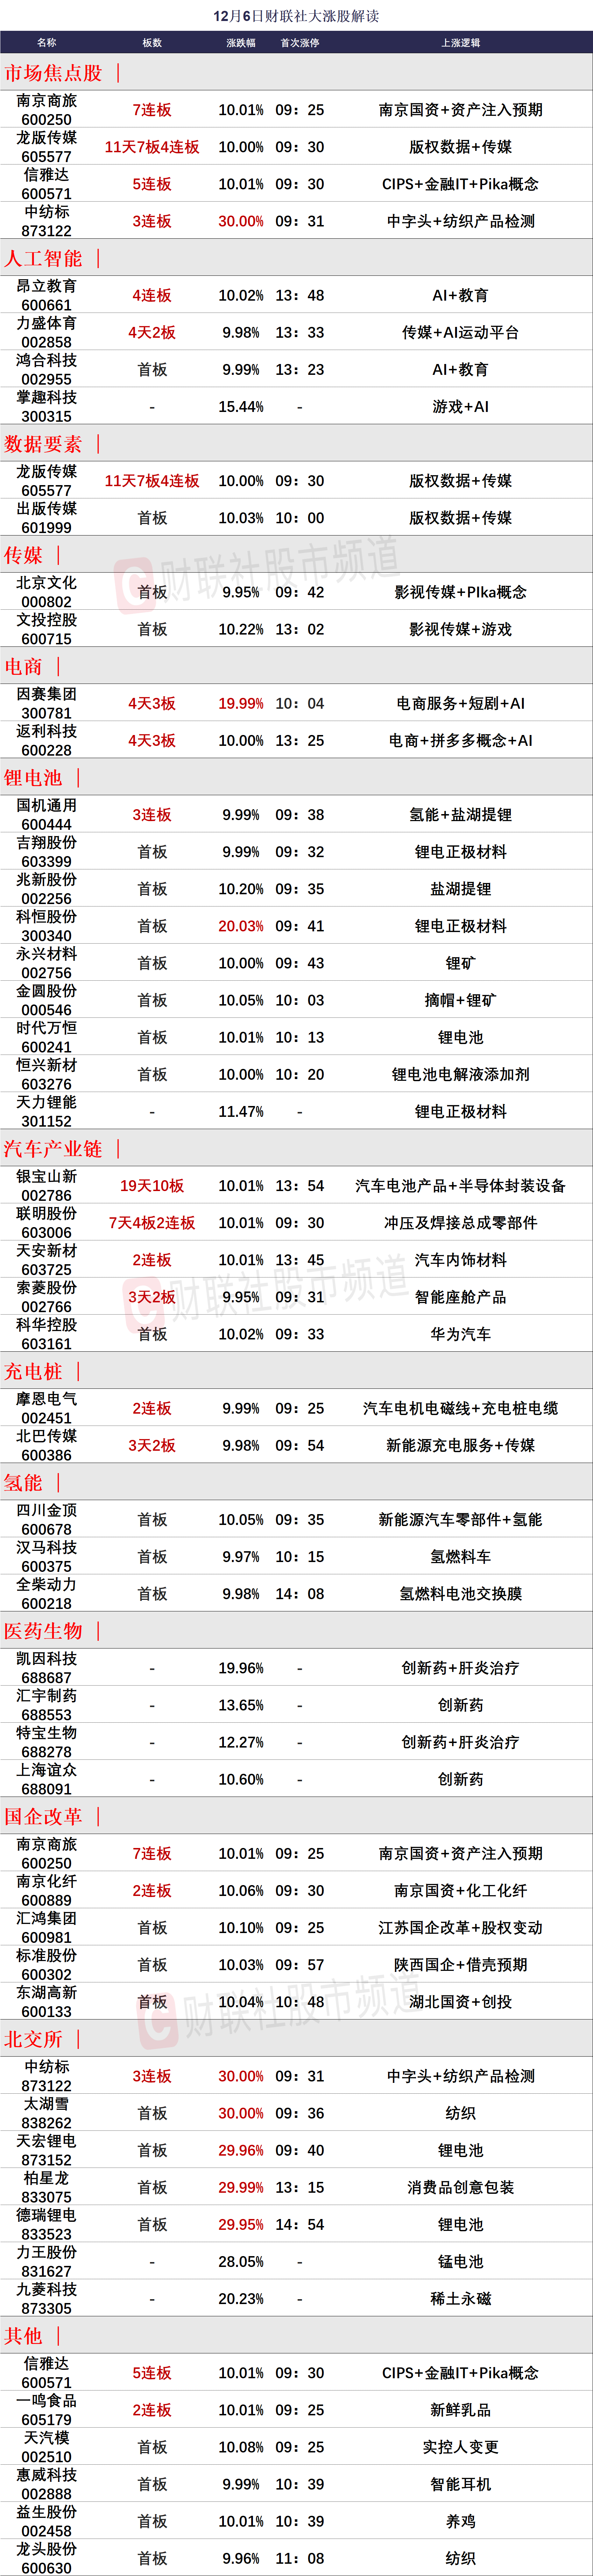 12月6日财联社大涨股解读
名称 板数 涨跌幅 首次涨停 上涨逻辑
市场焦点股 |
南京商旅
600250 7连板 10.01% 09：25 南京国资+资产注入预期
龙版传媒
605577 11天7板4连板 10.00% 09：30 版权数据+传媒
信雅达
600571 5连板 10.01% 09：30 CIPS+金融IT+Pika概念
中纺标
873122 3连板 30.00% 09：31 中字头+纺织产品检测
人工智能 |
昂立教育
600661 4连板 10.02% 13：48 AI+教育
力盛体育
002858 4天2板 9.98% 13：33 传媒+AI运动平台
鸿合科技
002955 首板 9.99% 13：23 AI+教育
掌趣科技
300315 - 15.44% - 游戏+AI
数据要素 |
龙版传媒
605577 11天7板4连板 10.00% 09：30 版权数据+传媒
出版传媒
601999 首板 10.03% 10：00 版权数据+传媒
传媒 |
北京文化
000802 首板 9.95% 09：42 影视传媒+PIka概念
文投控股
600715 首板 10.22% 13：02 影视传媒+游戏
财联社股市频道
电商 |
因赛集团
300781 4天3板 19.99% 10：04 电商服务+短剧+AI
返利科技
600228 4天3板 10.00% 13：25 电商+拼多多概念+AI
锂电池 |
国机通用
600444 3连板 9.99% 09：38 氢能+盐湖提锂
吉翔股份
603399 首板 9.99% 09：32 锂电正极材料
兆新股份
002256 首板 10.20% 09：35 盐湖提锂
科恒股份
300340 首板 20.03% 09：41 锂电正极材料
永兴材料
002756 首板 10.00% 09：43 锂矿
金圆股份
000546 首板 10.05% 10：03 摘帽+锂矿
时代万恒
600241 首板 10.01% 10：13 锂电池
恒兴新材
603276 首板 10.00% 10：20 锂电池电解液添加剂
天力锂能
301152 - 11.47% - 锂电正极材料
汽车产业链 |
银宝山新
002786 19天10板 10.01% 13：54 汽车电池产品+半导体封装设备
联明股份
603006 7天4板2连板 10.01% 09：30 冲压及焊接总成零部件
天安新材
603725 2连板 10.01% 13：45 汽车内饰材料
索菱股份
002766 3天2板 9.95% 09：31 智能座舱产品
科华控股
603161 首板 10.02% 09：33 华为汽车
财联社股市频道
充电桩 |
摩恩电气
002451 2连板 9.99% 09：25 汽车电机电磁线+充电桩电缆
北巴传媒
600386 3天2板 9.98% 09：54 新能源充电服务+传媒
氢能 |
四川金顶
600678 首板 10.05% 09：35 新能源汽车零部件+氢能
汉马科技
600375 首板 9.97% 10：15 氢燃料车
全柴动力
600218 首板 9.98% 14：08 氢燃料电池交换膜
医药生物 |
凯因科技
688687 - 19.96% - 创新药+肝炎治疗
汇宇制药
688553 - 13.65% - 创新药
特宝生物
688278 - 12.27% - 创新药+肝炎治疗
上海谊众
688091 - 10.60% - 创新药
国企改革 |
南京商旅
600250 7连板 10.01% 09：25 南京国资+资产注入预期
南京化纤
600889 2连板 10.06% 09：30 南京国资+化工化纤
汇鸿集团
600981 首板 10.10% 09：25 江苏国企改革+股权变动
标准股份
600302 首板 10.03% 09：57 陕西国企+借壳预期
东湖高新
600133 首板 10.04% 10：48 湖北国资+创投
财联社股市频道
北交所 |
中纺标
873122 3连板 30.00% 09：31 中字头+纺织产品检测
太湖雪
838262 首板 30.00% 09：36 纺织
天宏锂电
873152 首板 29.96% 09：40 锂电池
柏星龙
833075 首板 29.99% 13：15 消费品创意包装
德瑞锂电
833523 首板 29.95% 14：54 锂电池
力王股份
831627 - 28.05% - 锰电池
九菱科技
873305 - 20.23% - 稀土永磁
其他 |
信雅达
600571 5连板 10.01% 09：30 CIPS+金融IT+Pika概念
一鸣食品
605179 2连板 10.01% 09：25 新鲜乳品
天汽模
002510 首板 10.08% 09：25 实控人变更
惠威科技
002888 首板 9.99% 10：39 智能耳机
益生股份
002458 首板 10.01% 10：39 养鸡
龙头股份
600630 首板 9.96% 11：08 纺织